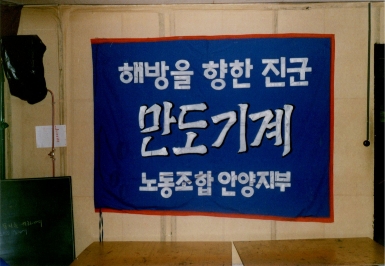 해방을 향한 진군
만도기계
노동조합 안양지부